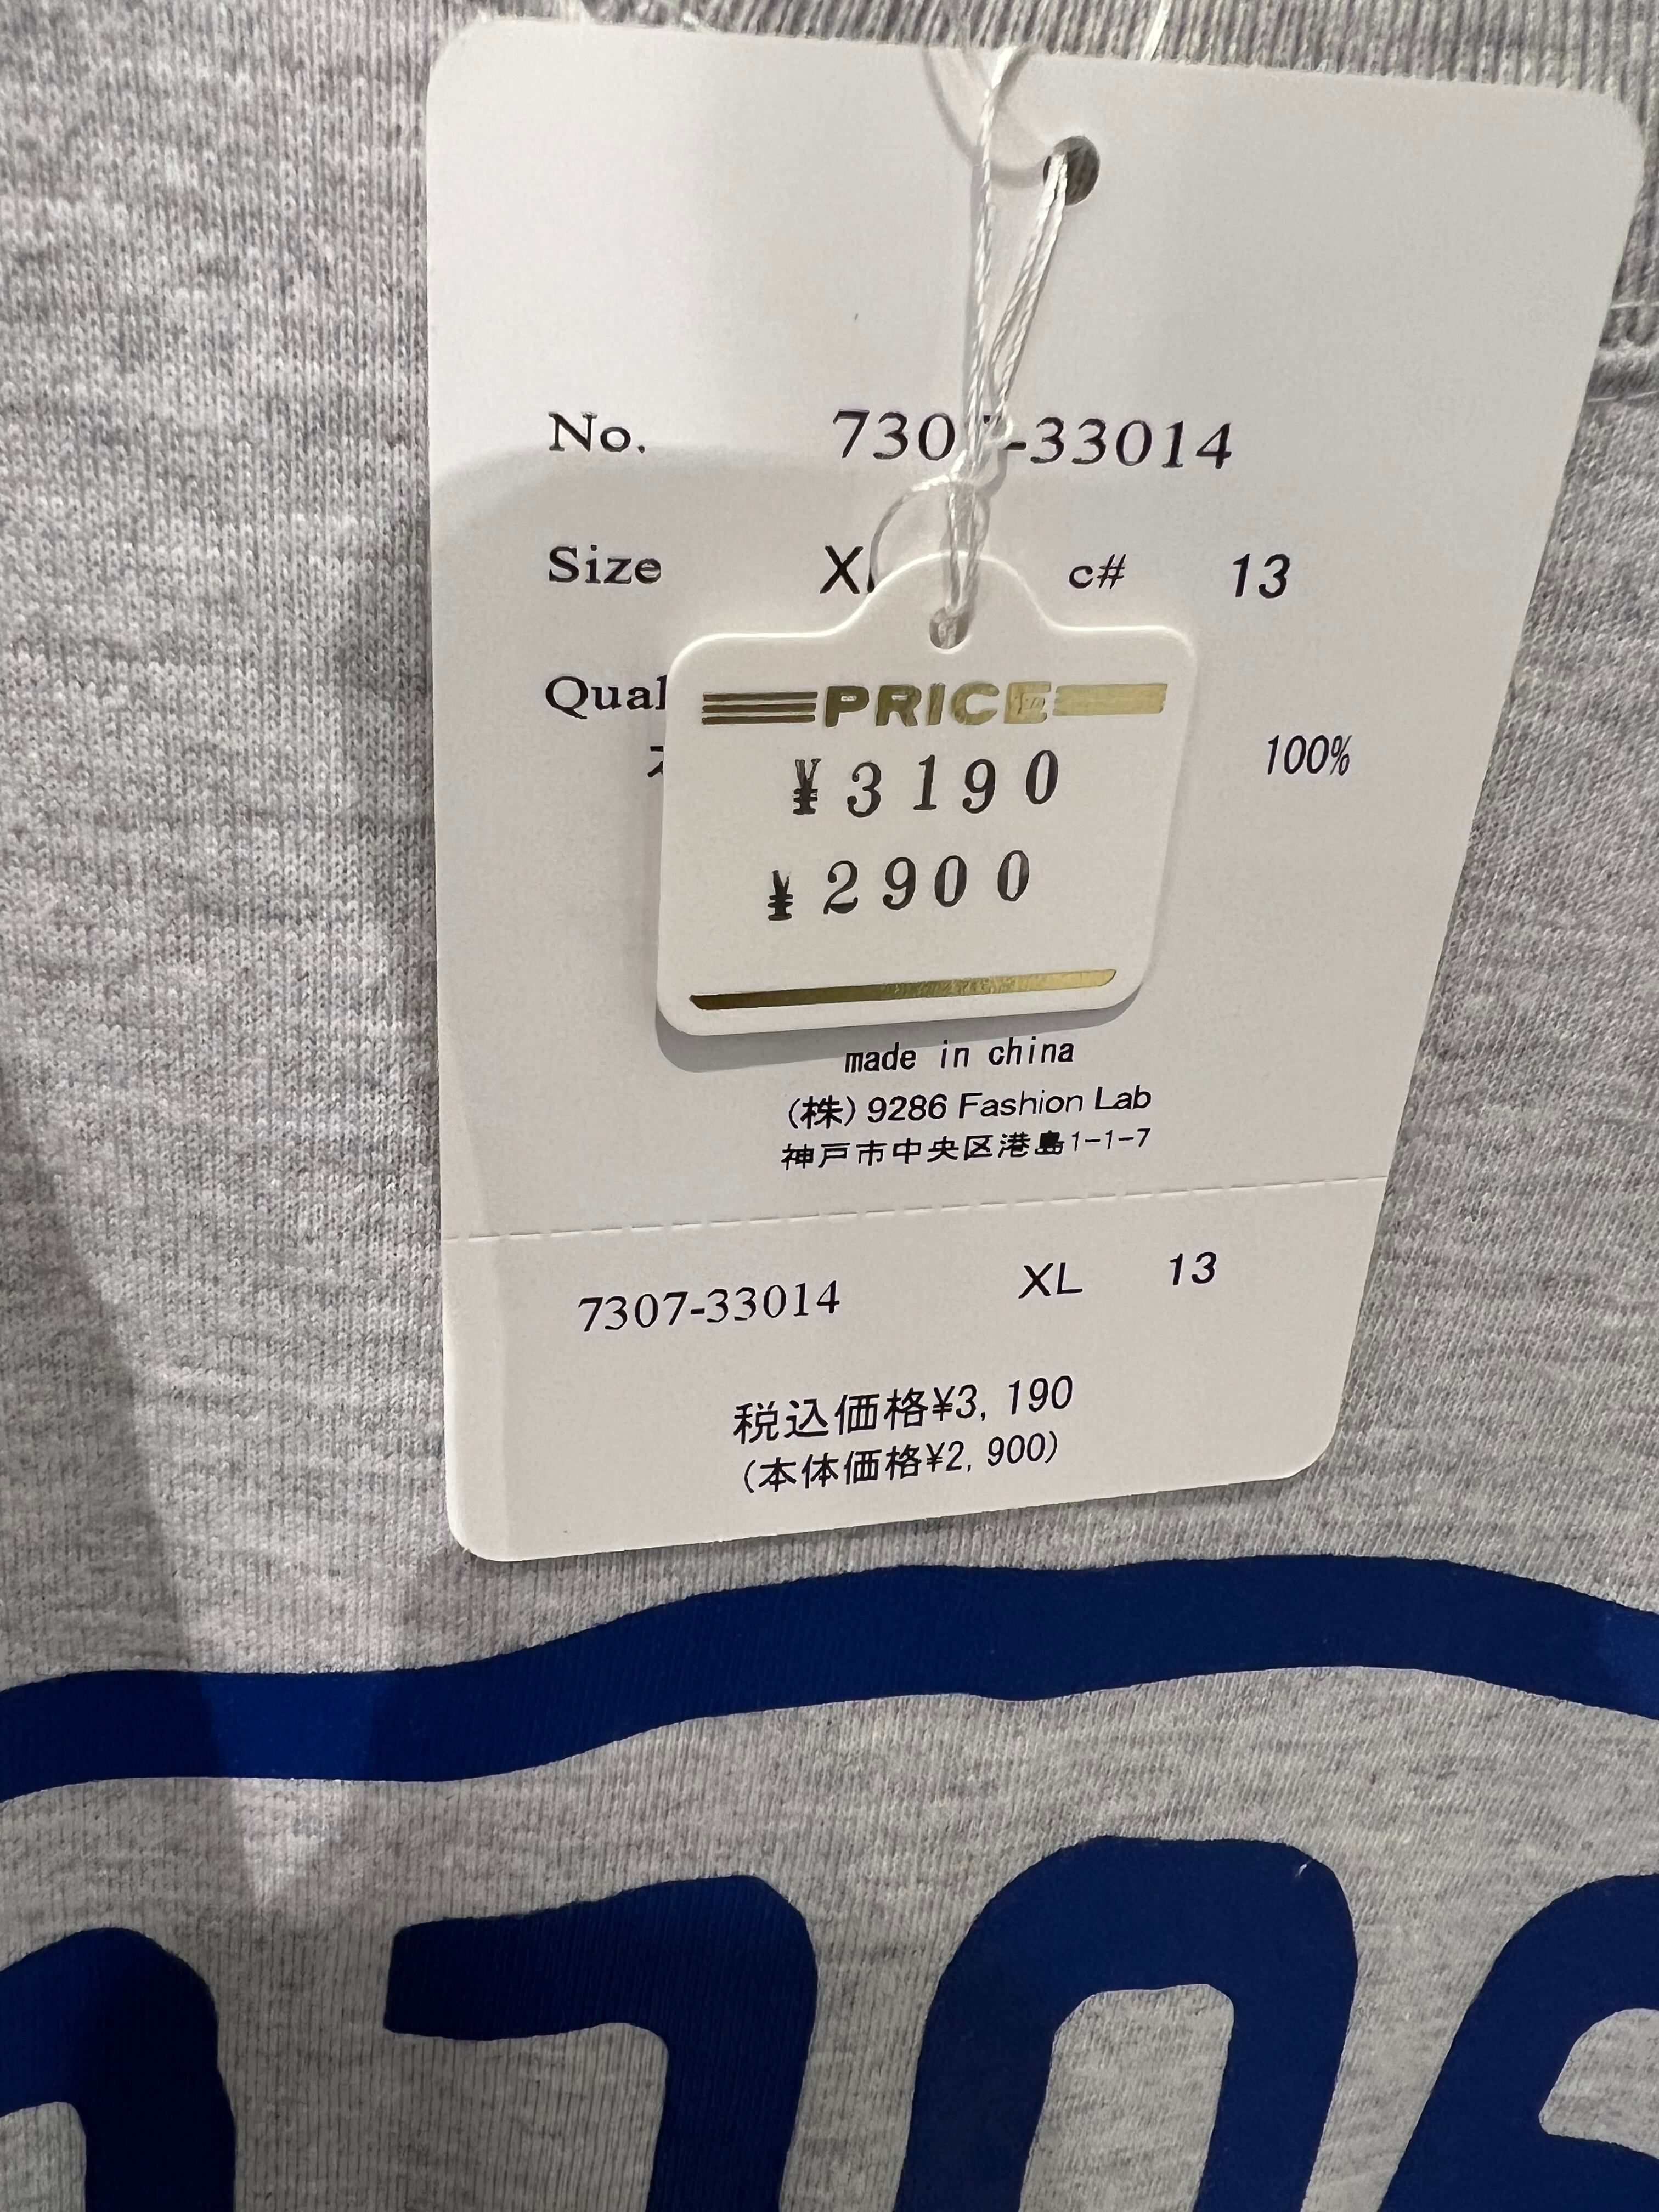 No. 7307-33014
Size XL c# 13
100%
PRICE
¥3190
¥2900
made in china
(株) 9286 Fashion Lab
神戸市中央区港島1-1-7
7307-33014 XL 13
税込価格¥3,190
(本体価格¥2,900)